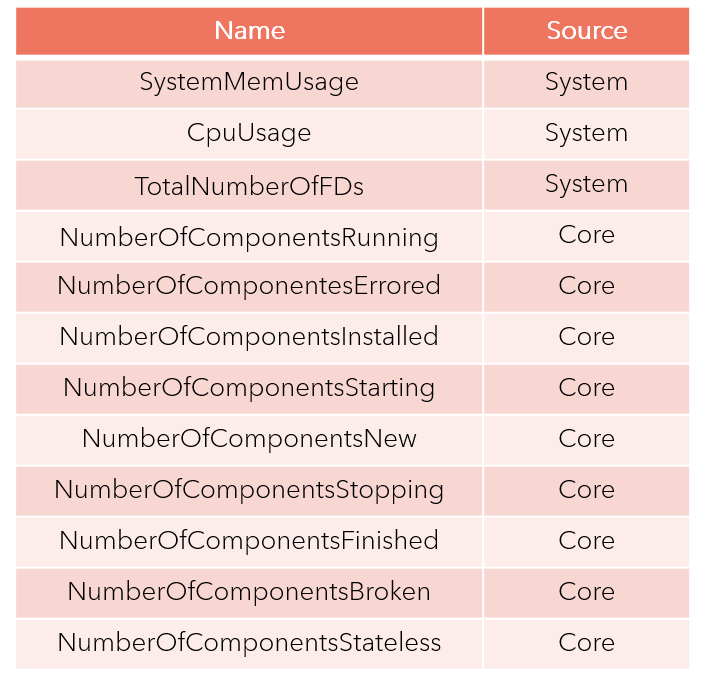 Name Source
SystemMemUsage System
CpuUsage System
TotalNumberOfFDs System
NumberOfComponentsRunning Core
NumberOfComponentesErrored Core
NumberOfComponentsInstalled Core
NumberOfComponentsStarting Core
NumberOfComponentsNew Core
NumberOfComponentsStopping Core
NumberOfComponentsFinished Core
NumberOfComponentsBroken Core
NumberOfComponentsStateless Core